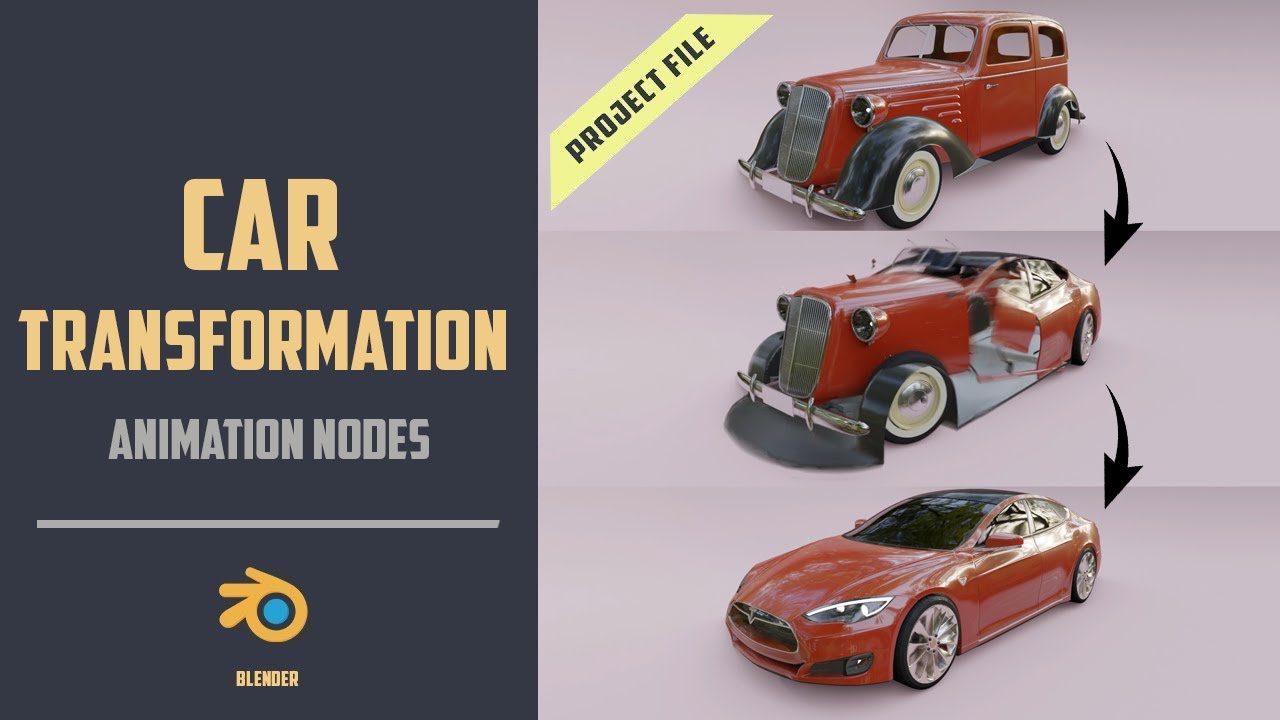 CAR
TRANSFORMATION
ANIMATION NODES
BLENDER
PROJECT FILE